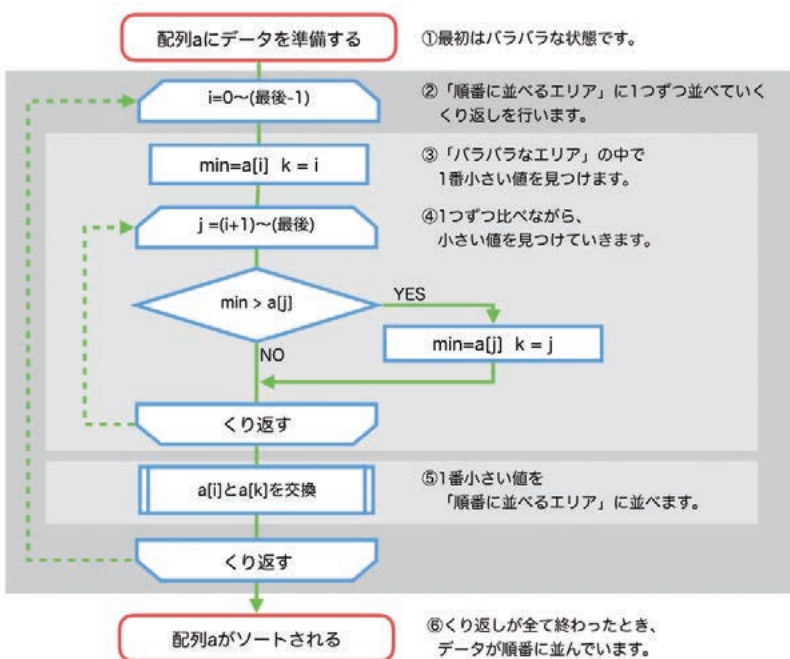 配列aにデータを準備する
①最初はバラバラな状態です。
i=0〜(最後-1)
②「順番に並べるエリア」に1つずつ並べていく
くり返しを行います。
min=a[i] k = i
③「バラバラなエリア」の中で
1番小さい値を見つけます。
j =(i+1)〜(最後)
④1つずつ比べながら、
小さい値を見つけていきます。
min > a[j]
YES
min=a[j] k = j
NO
くり返す
a[i]とa[k]を交換
⑤1番小さい値を
「順番に並べるエリア」に並べます。
くり返す
配列aがソートされる
⑥くり返しが全て終わったとき、
データが順番に並んでいます。